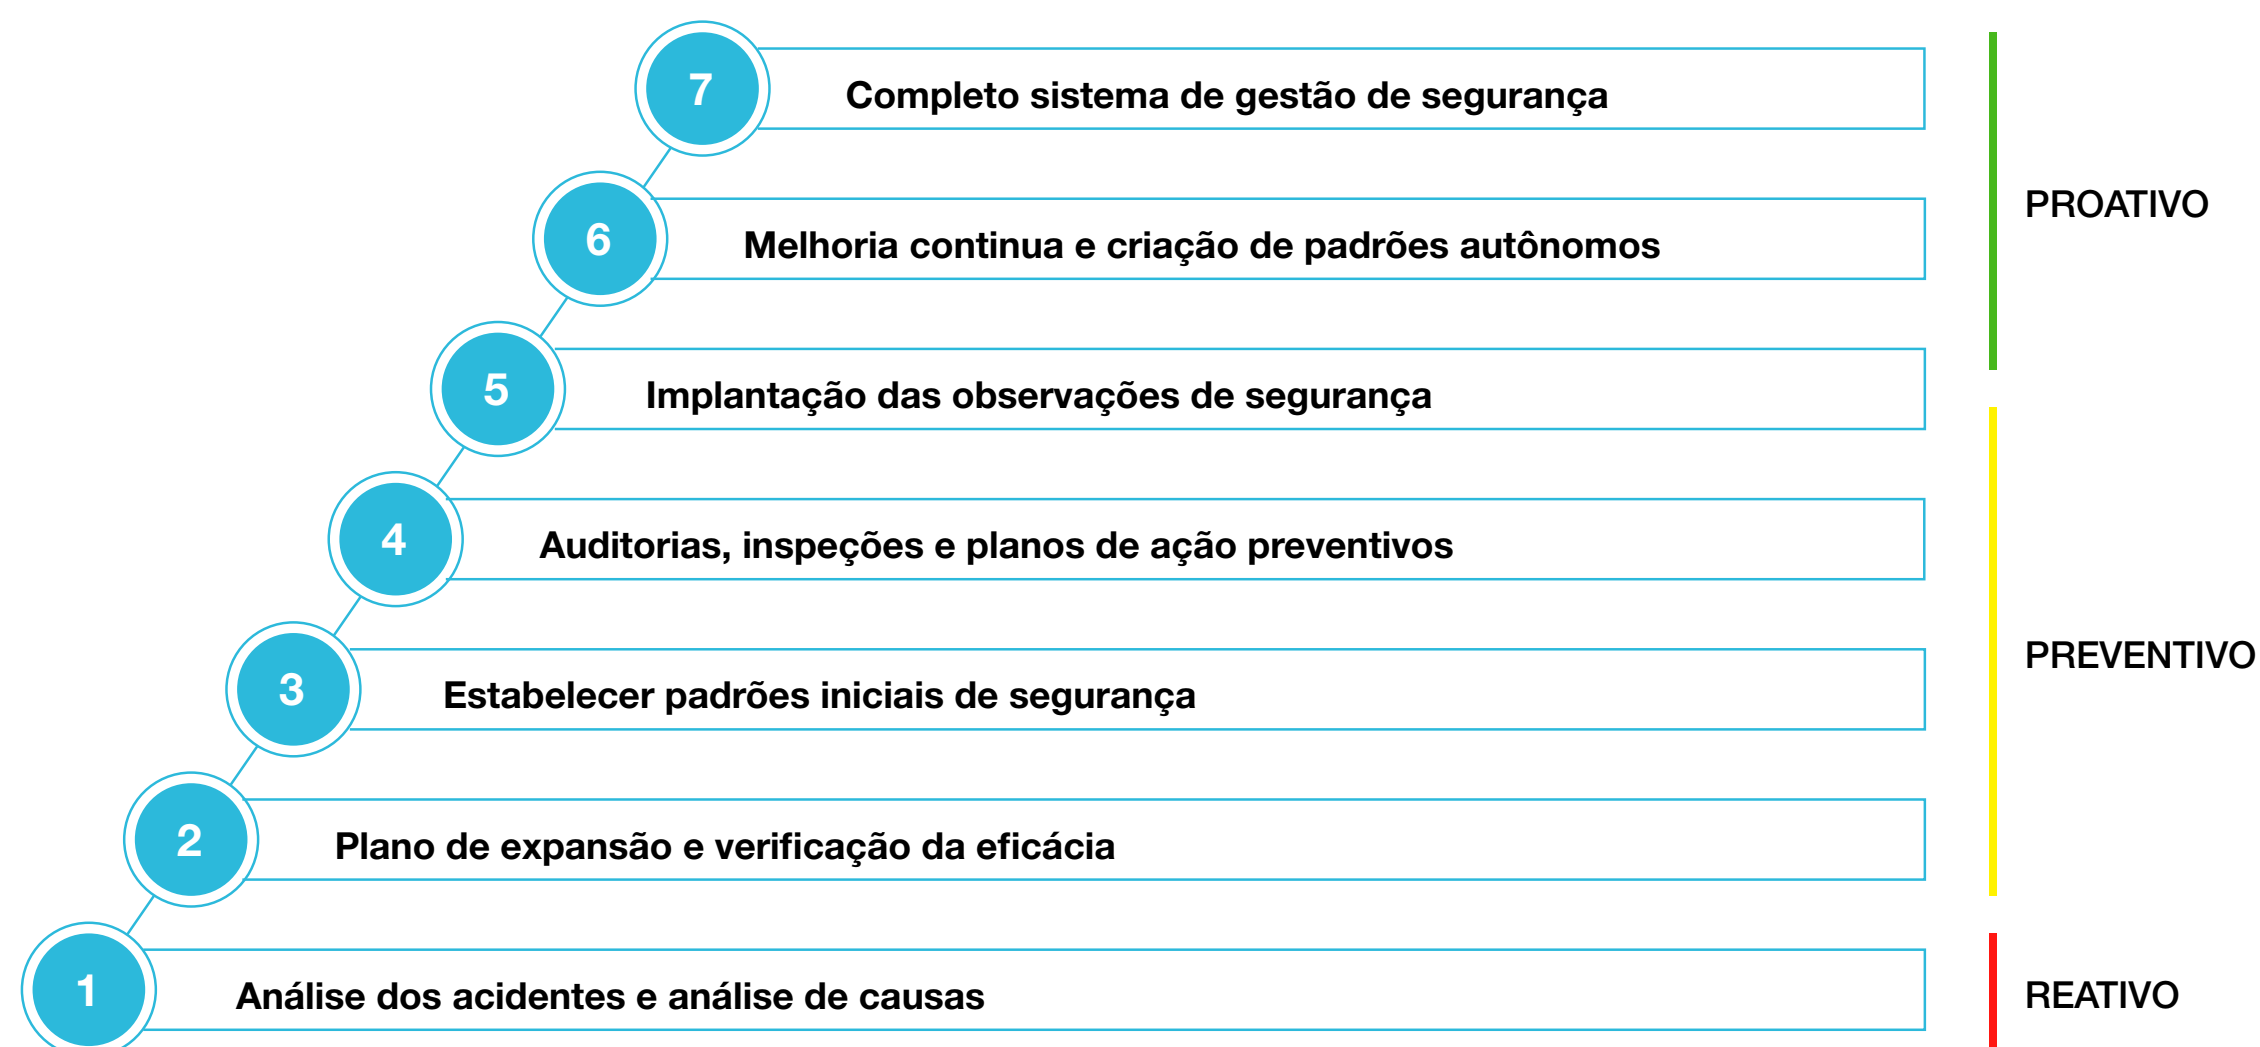 7
Completo sistema de gestão de segurança
PROATIVO
6
Melhoria continua e criação de padrões autônomos
5
Implantação das observações de segurança
4
Auditorias, inspeções e planos de ação preventivos
PREVENTIVO
3
Estabelecer padrões iniciais de segurança
2
Plano de expansão e verificação da eficácia
1
Análise dos acidentes e análise de causas
REATIVO